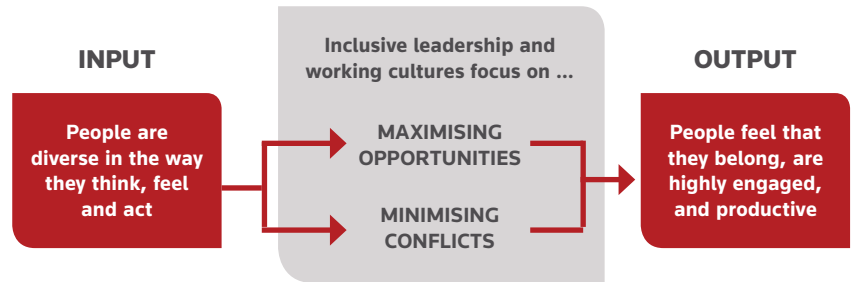 INPUT
People are
diverse in the way
they think, feel
and act
Inclusive leadership and
working cultures focus on ...
MAXIMISING
OPPORTUNITIES
MINIMISING
CONFLICTS
OUTPUT
People feel that
they belong, are
highly engaged,
and productive